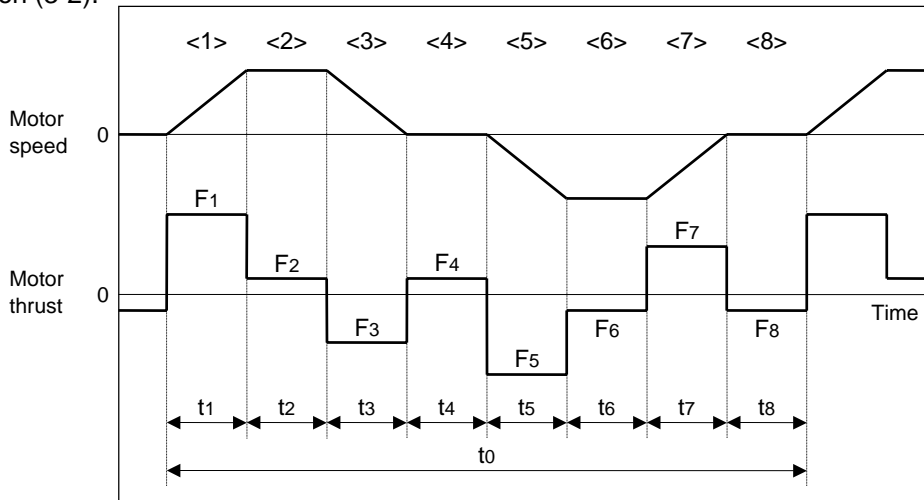 (3-2).
<1> <2> <3> <4> <5> <6> <7> <8>
Motor
speed
0
F1
F2
F3
F4
F5
F6
F7
F8
Motor
thrust
0
Time
t1 t2 t3 t4 t5 t6 t7 t8
t0